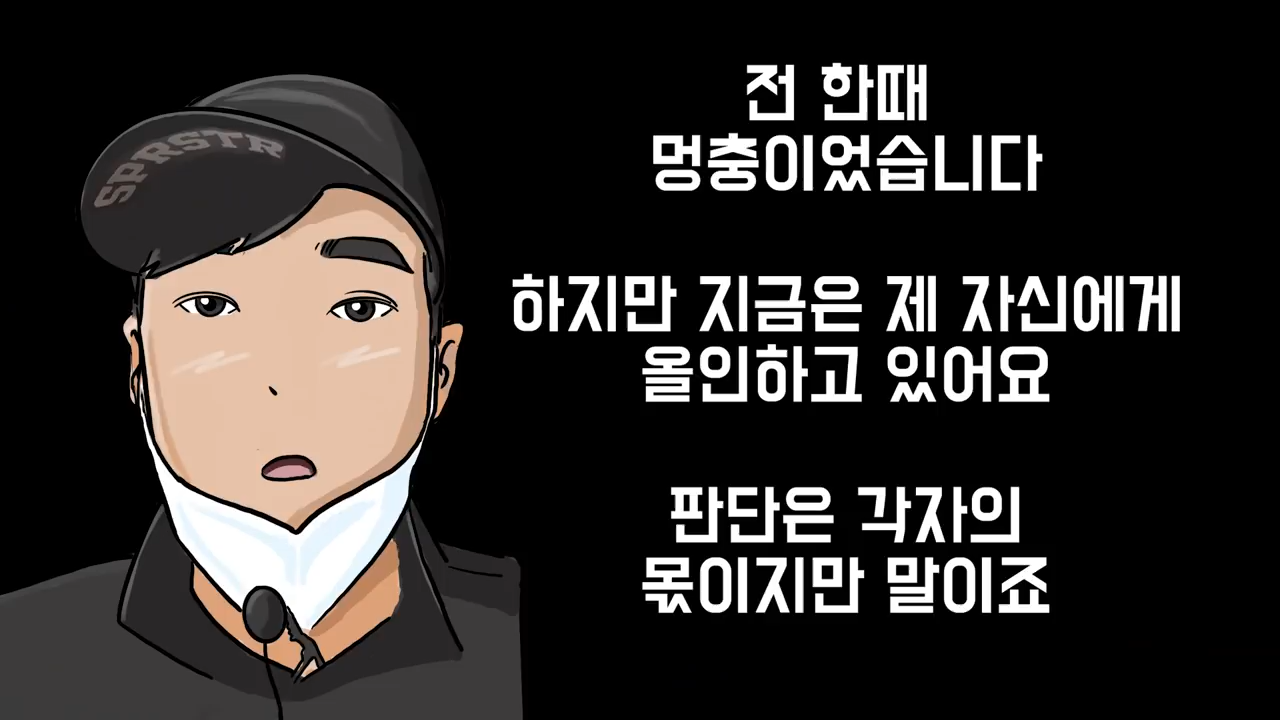 SPRSTR
전 한때
멍충이었습니다
하지만 지금은 제 자신에게
올인하고 있어요
판단은 각자의
몫이지만 말이죠